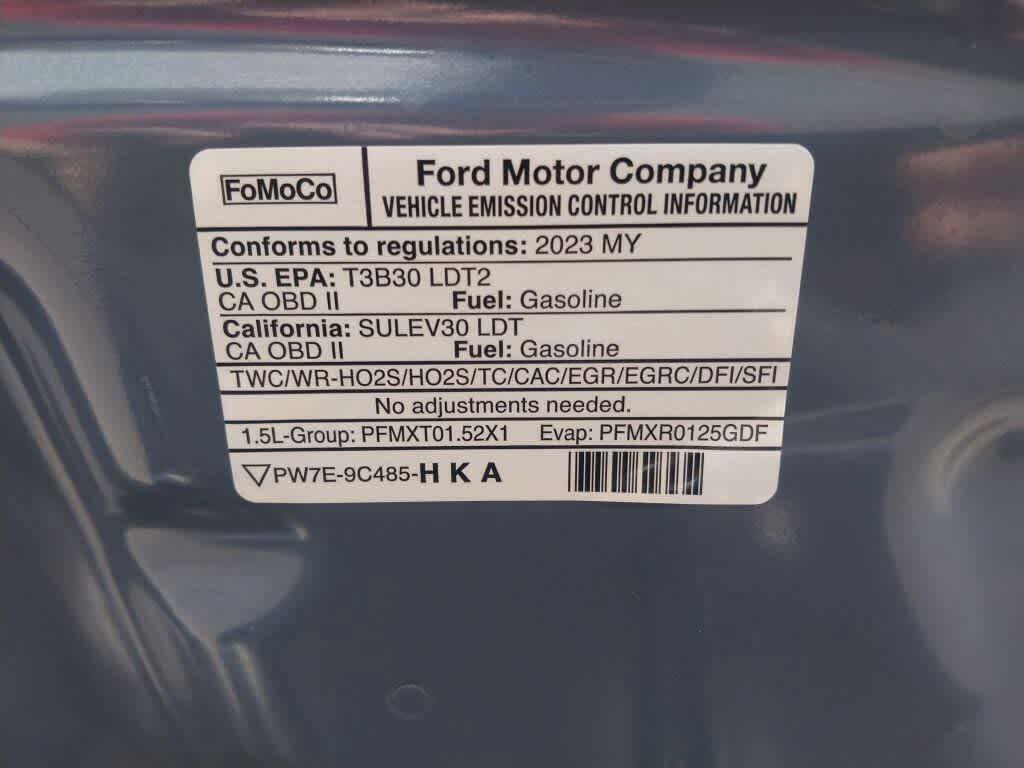 FoMoCo
Ford Motor Company
VEHICLE EMISSION CONTROL INFORMATION
Conforms to regulations: 2023 MY
U.S. EPA: T3B30 LDT2
CA OBD II Fuel: Gasoline
California: SULEV30 LDT
CA OBD II Fuel: Gasoline
TWC/WR-HO2S/HO2S/TC/CAC/EGR/EGRC/DFI/SFI
No adjustments needed.
1.5L-Group: PFMXT01.52X1 Evap: PFMXR0125GDF
PW7E-9C485-H K A